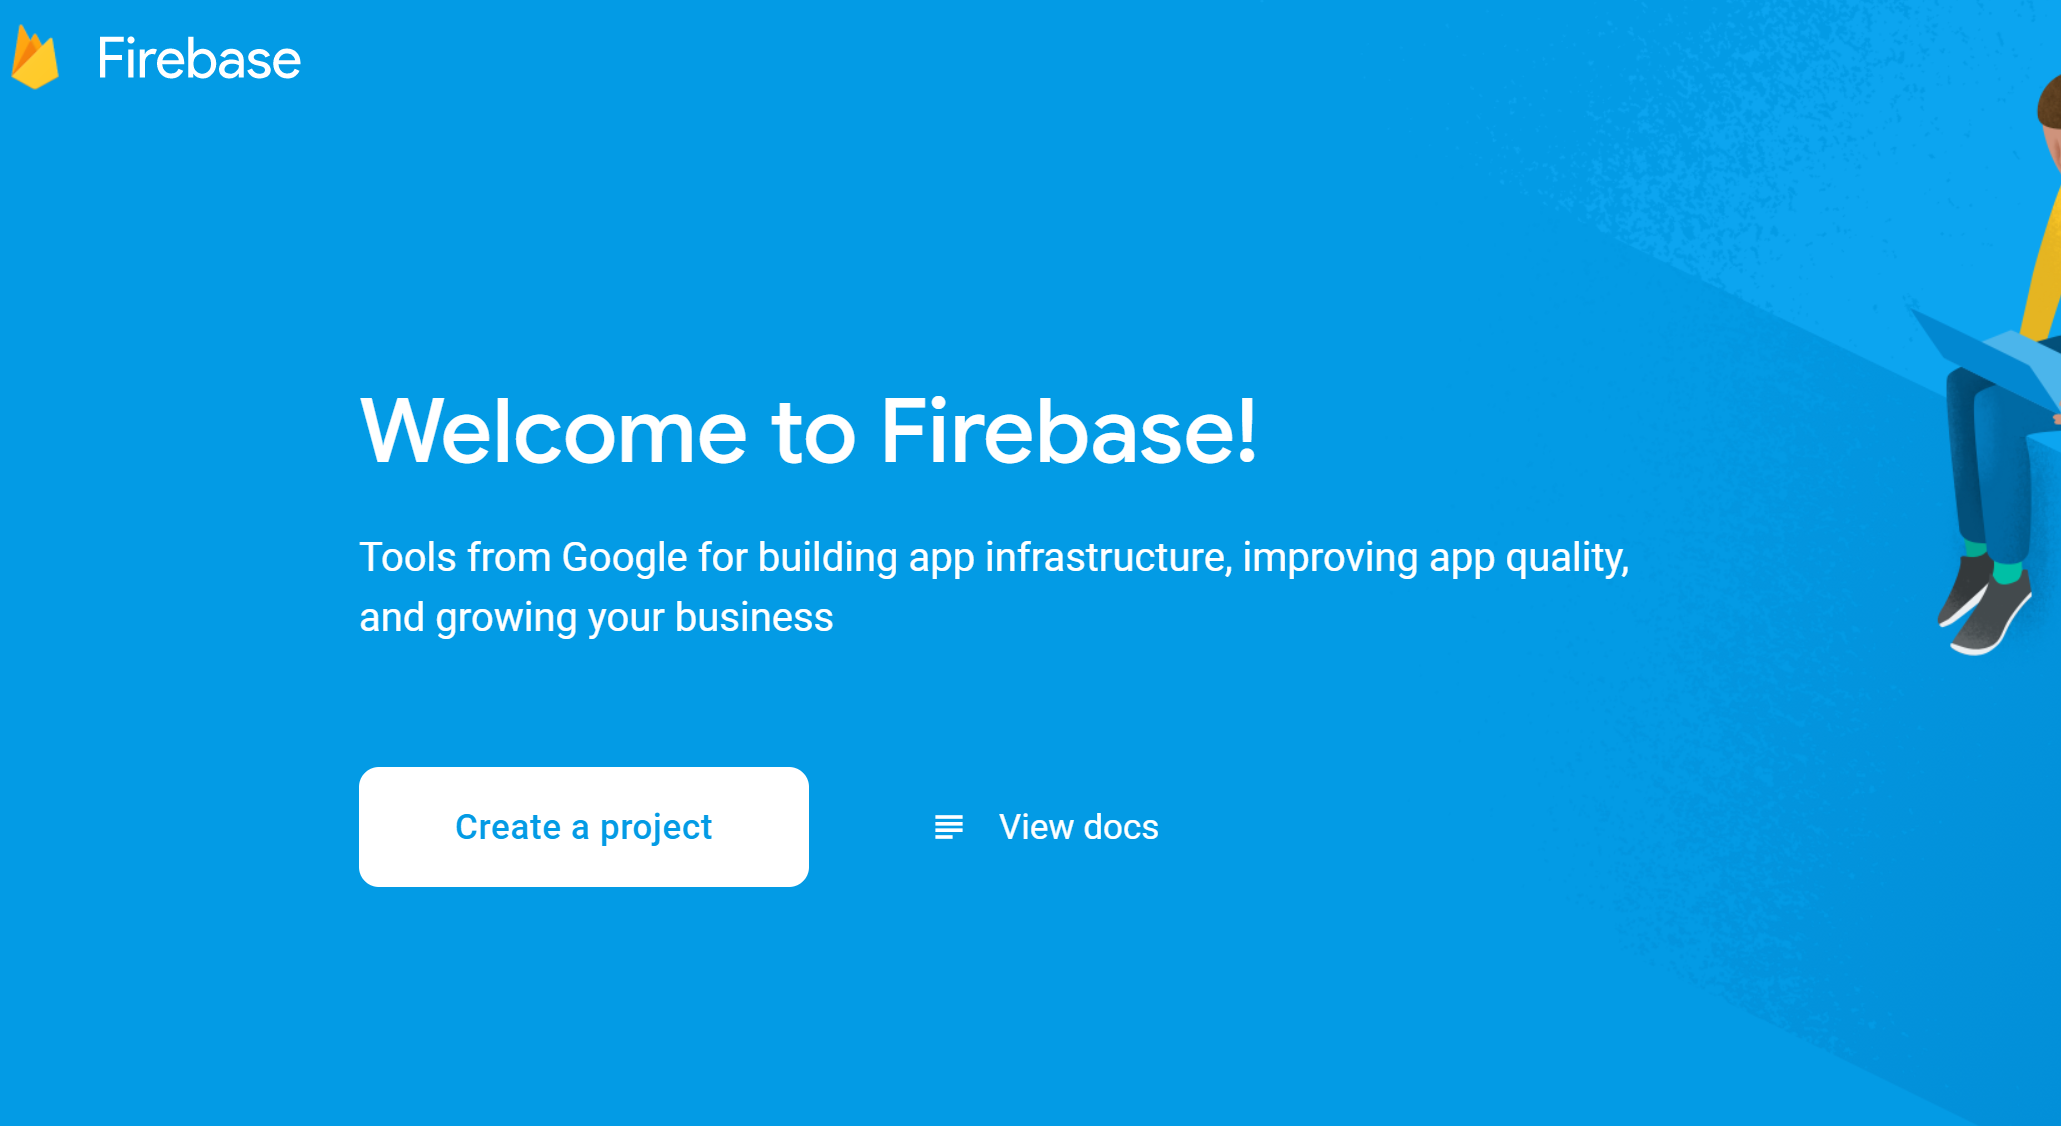 Firebase
Welcome to Firebase!
Tools from Google for building app infrastructure, improving app quality,
and growing your business
Create a project
View docs